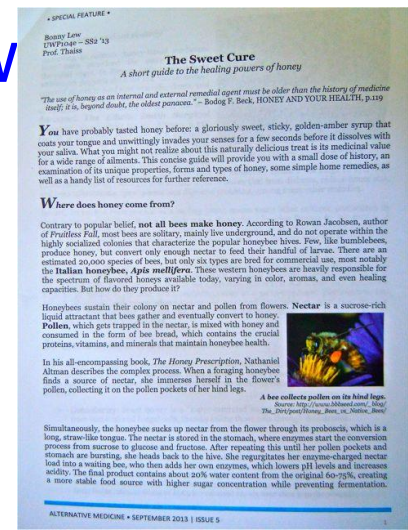 W
• SPECIAL FEATURE •
Bonny Lew
UWP104e – SS2 '13
Prof. Thaiss
The Sweet Cure
A short guide to the healing powers of honey
"The use of honey as an internal and external remedial agent must be older than the history of medicine
itself; it is, beyond doubt, the oldest panacea." – Bodog F. Beck, HONEY AND YOUR HEALTH, p.119
You have probably tasted honey before: a gloriously sweet, sticky, golden-amber syrup that
coats your tongue and unwittingly invades your senses for a few seconds before it dissolves with
your saliva. What you might not realize about this naturally delicious treat is its medicinal value
for a wide range of ailments. This concise guide will provide you with a small dose of history, an
examination of its unique properties, forms and types of honey, some simple home remedies, as
well as a handy list of resources for further reference.
Where does honey come from?
Contrary to popular belief, not all bees make honey. According to Rowan Jacobsen, author
of Fruitless Fall, most bees are solitary, mainly live underground, and do not operate within the
highly socialized colonies that characterize the popular honeybee hives. Few, like bumblebees,
produce honey, but convert only enough nectar to feed their handful of larvae. There are an
estimated 20,000 species of bees, but only six types are bred for commercial use, most notably
the Italian honeybee, Apis mellifera. These western honeybees are heavily responsible for
the spectrum of flavored honeys available today, varying in color, aromas, and even healing
capacities. But how do they produce it?
Honeybees sustain their colony on nectar and pollen from flowers. Nectar is a sucrose-rich
liquid attractant that bees gather and eventually convert to honey.
Pollen, which gets trapped in the nectar, is mixed with honey and
consumed in the form of bee bread, which contains the crucial
proteins, vitamins, and minerals that maintain honeybee health.
In his all-encompassing book, The Honey Prescription, Nathaniel
Altman describes the complex process. When a foraging honeybee
finds a source of nectar, she immerses herself in the flower's
pollen, collecting it on the pollen pockets of her hind legs.
A bee collects pollen on its hind legs.
Source: http://www.bbbseed.com/_blog/
The_Dirt/post/Honey_Bees_vs_Native_Bees/
Simultaneously, the honeybee sucks up nectar from the flower through its proboscis, which is a
long, straw-like tongue. The nectar is stored in the stomach, where enzymes start the conversion
process from sucrose to glucose and fructose. After repeating this until her pollen pockets and
stomach are bursting, she heads back to the hive. She regurgitates her enzyme-charged nectar
load into a waiting bee, who then adds her own enzymes, which lowers pH levels and increases
acidity. The final product contains about 20% water content from the original 60-75%, creating
a more stable food source with higher sugar concentration while preventing fermentation.
ALTERNATIVE MEDICINE • SEPTEMBER 2013 | ISSUE 5
1